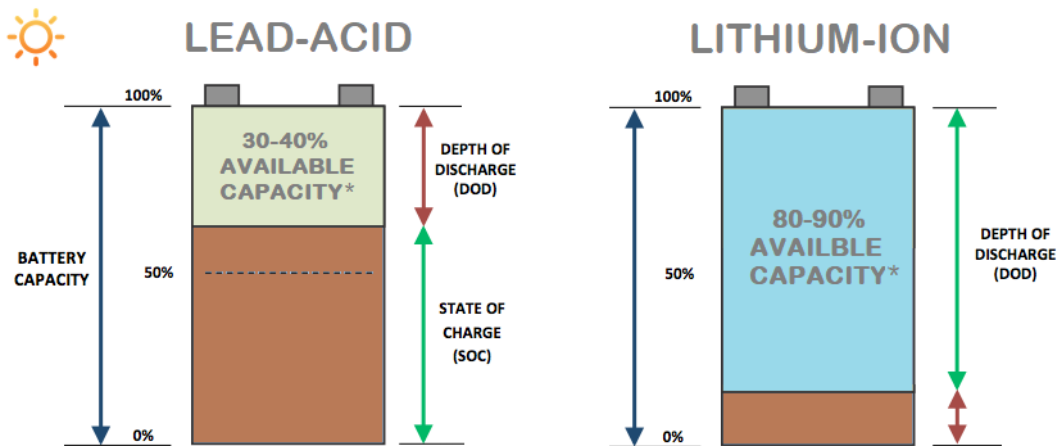 LEAD-ACID
100%
30-40%
AVAILABLE
CAPACITY*
DEPTH OF
DISCHARGE
(DOD)
BATTERY
CAPACITY
50%
STATE OF
CHARGE
(SOC)
0%
LITHIUM-ION
100%
80-90%
AVAILBLE
CAPACITY*
50%
DEPTH OF
DISCHARGE
(DOD)
0%